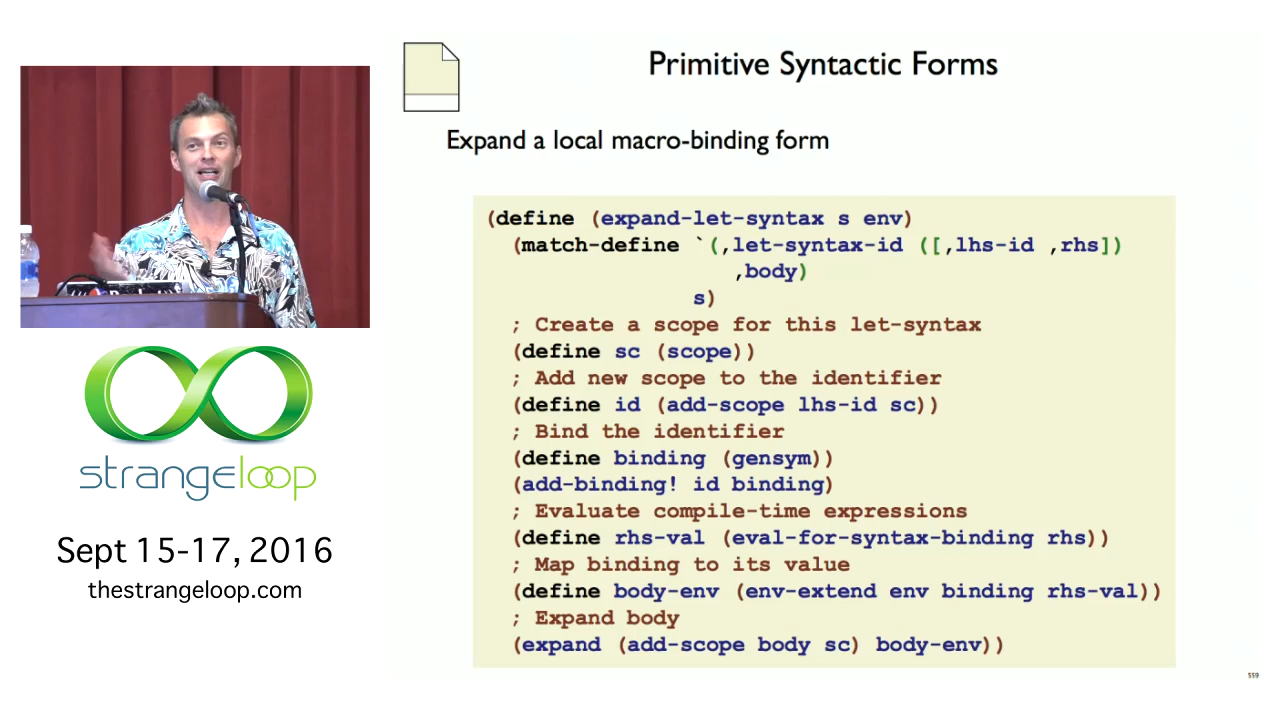 Primitive Syntactic Forms
Expand a local macro-binding form
(define (expand-let-syntax s env)
(match-define `(,let-syntax-id ([,lhs-id ,rhs])
,body)
s)
; Create a scope for this let-syntax
(define sc (scope))
; Add new scope to the identifier
(define id (add-scope lhs-id sc))
; Bind the identifier
(define binding (gensym))
(add-binding! id binding)
; Evaluate compile-time expressions
(define rhs-val (eval-for-syntax-binding rhs))
; Map binding to its value
(define body-env (env-extend env binding rhs-val))
; Expand body
(expand (add-scope body sc) body-env))
strangeloop
Sept 15-17, 2016
thestrangeloop.com
559